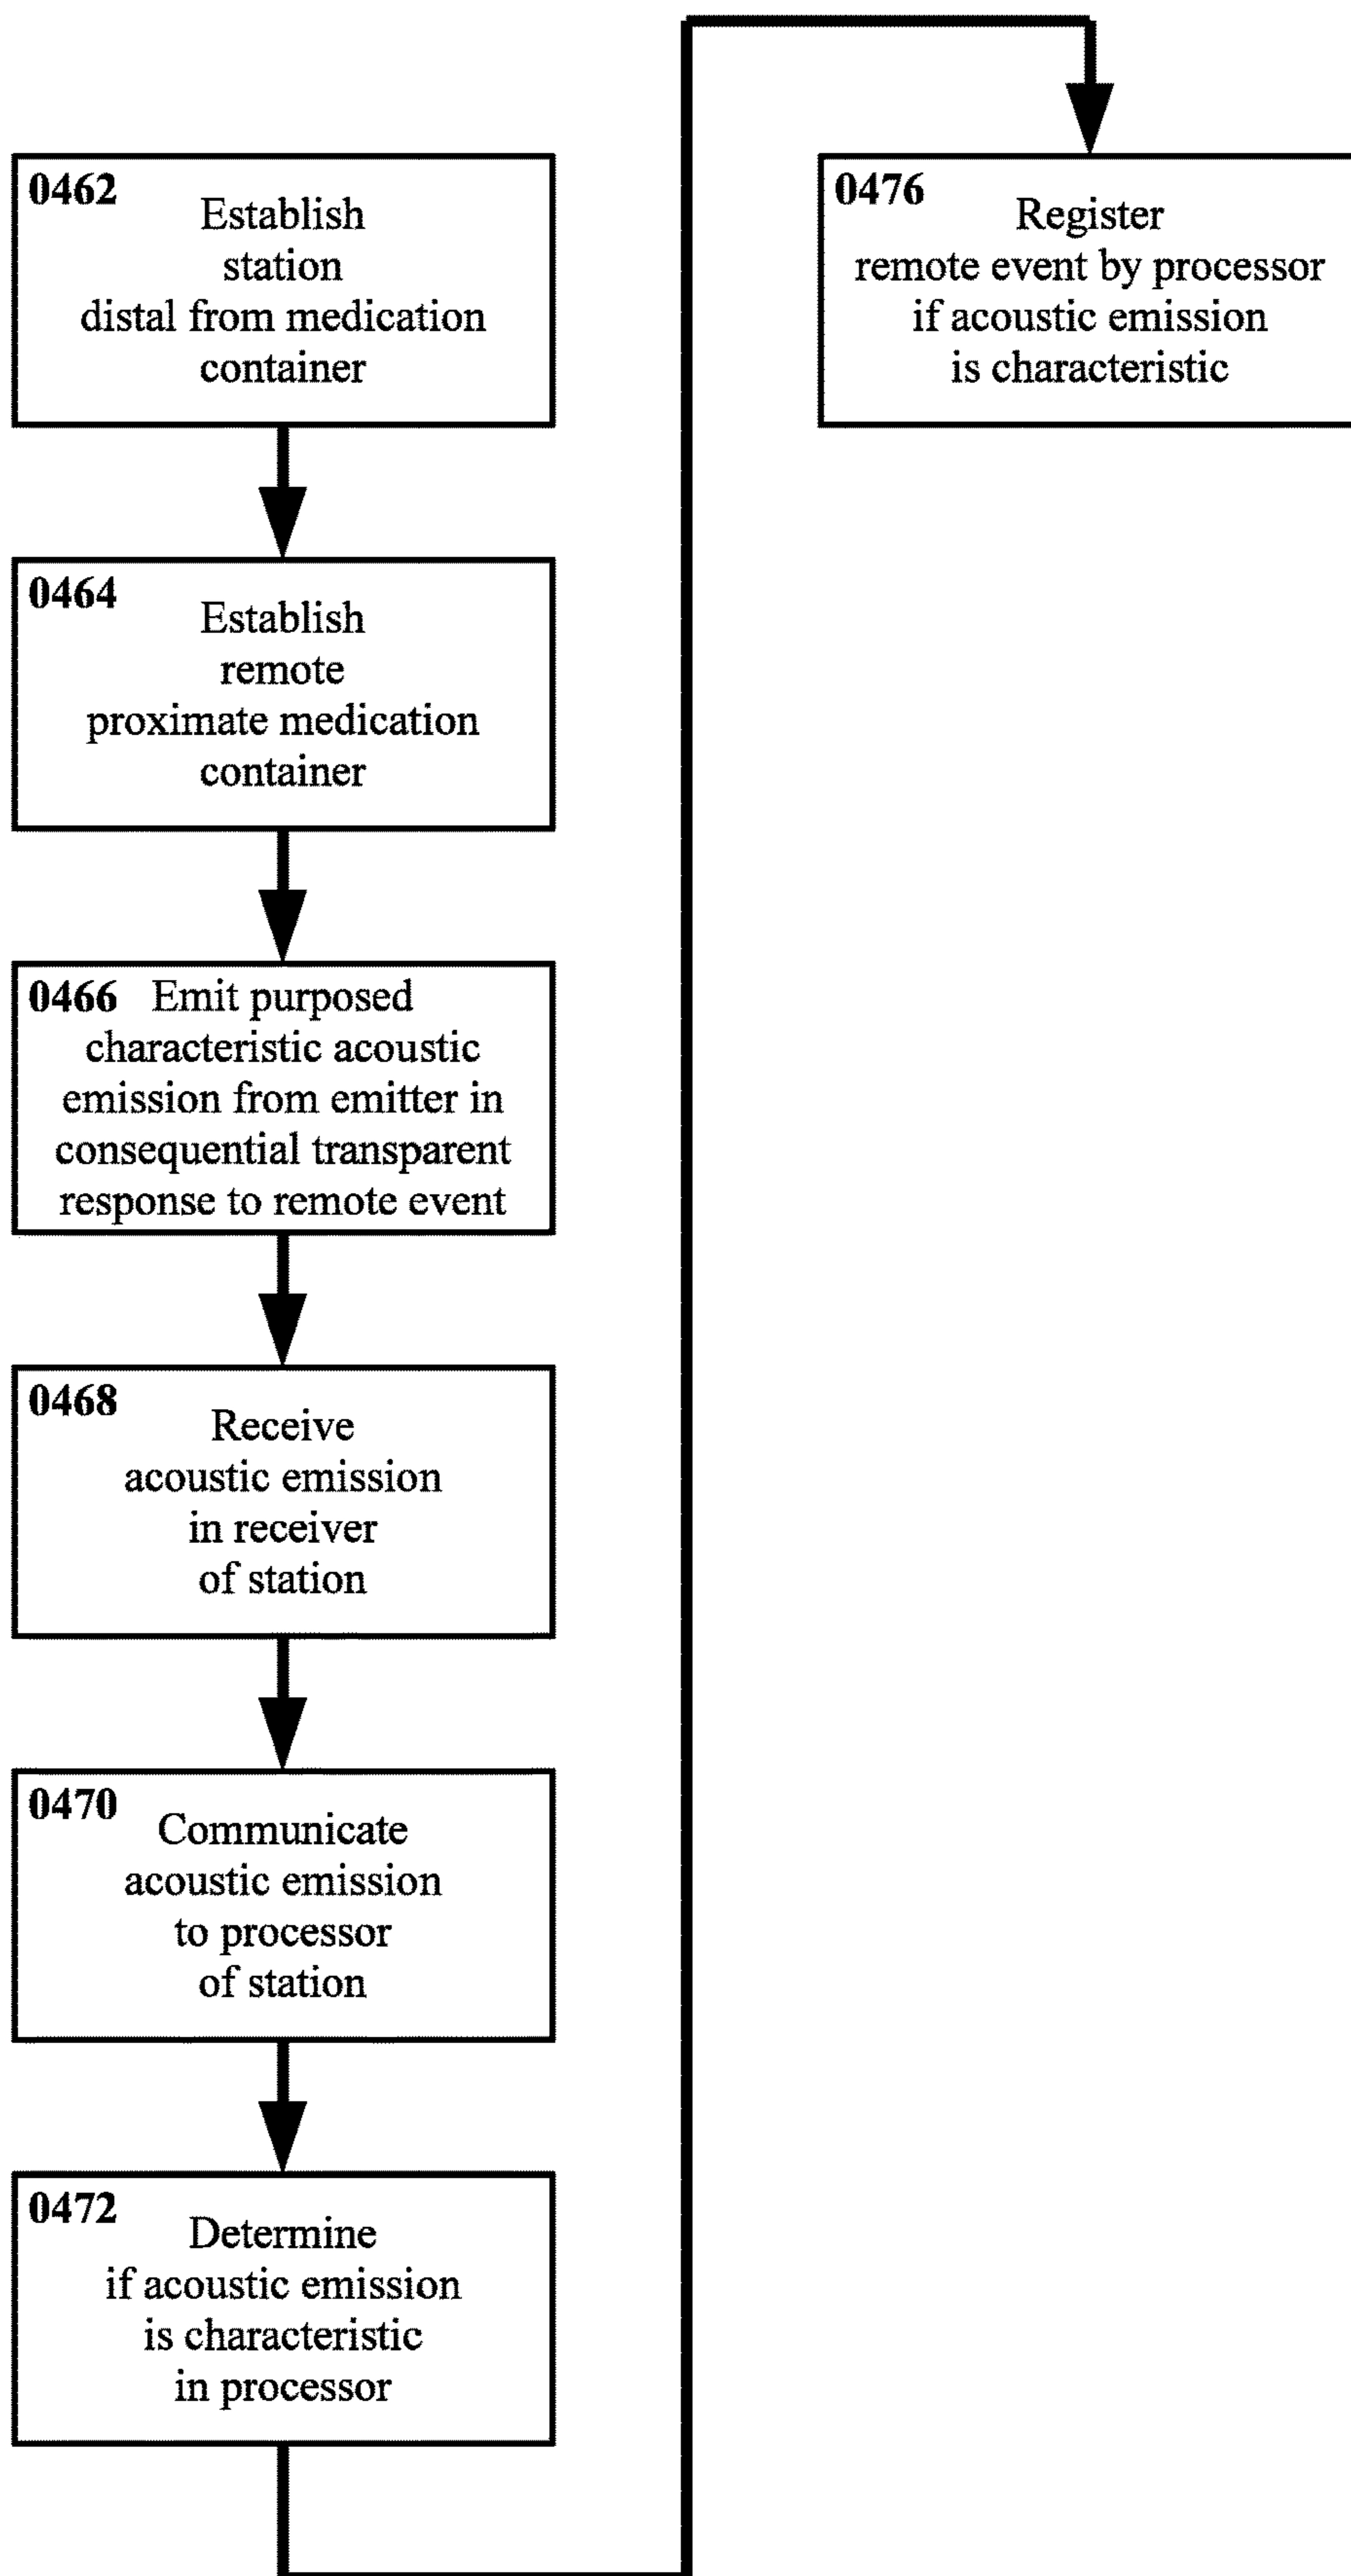 0462
Establish
station
distal from medication
container
0464
Establish
remote
proximate medication
container
0466 Emit purposed
characteristic acoustic
emission from emitter in
consequential transparent
response to remote event
0468
Receive
acoustic emission
in receiver
of station
0470
Communicate
acoustic emission
to processor
of station
0472
Determine
if acoustic emission
is characteristic
in processor
0476
Register
remote event by processor
if acoustic emission
is characteristic